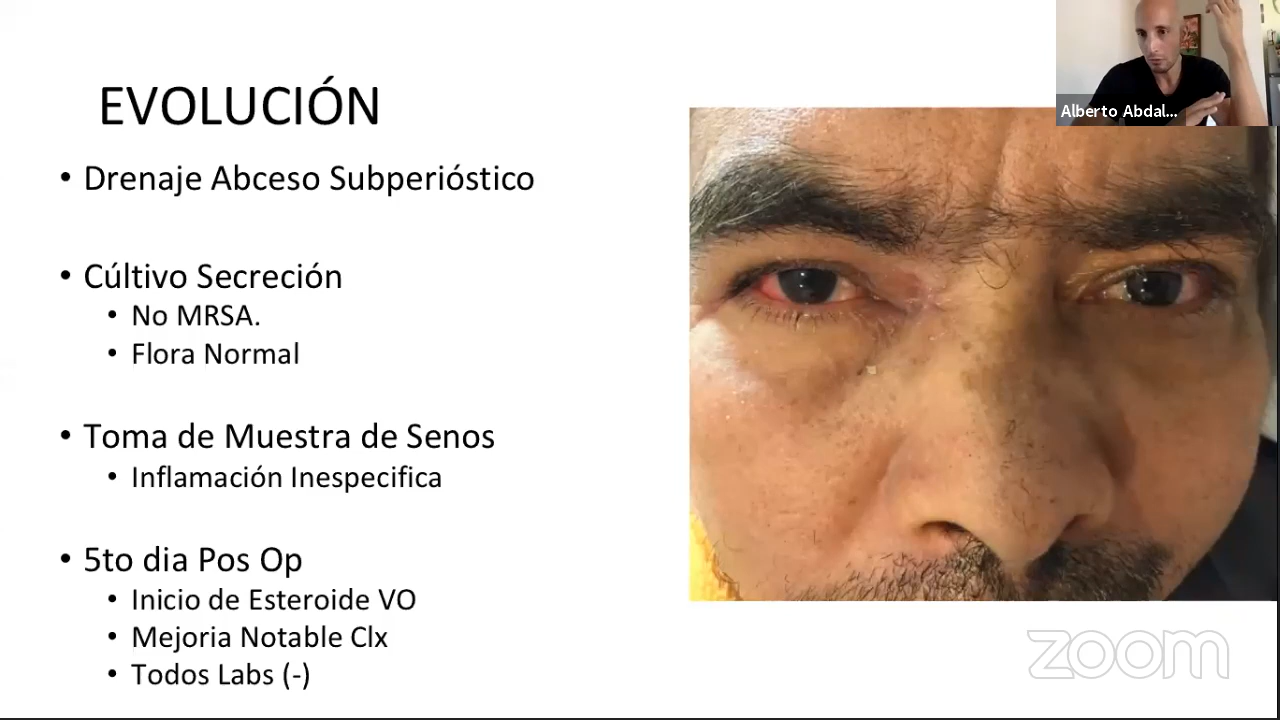 Alberto Abdal...
EVOLUCIÓN
• Drenaje Abceso Subperióstico
• Cúltivo Secreción
• No MRSA.
• Flora Normal
• Toma de Muestra de Senos
• Inflamación Inespecifica
• 5to dia Pos Op
• Inicio de Esteroide VO
• Mejoria Notable Clx
• Todos Labs (-)
zoom